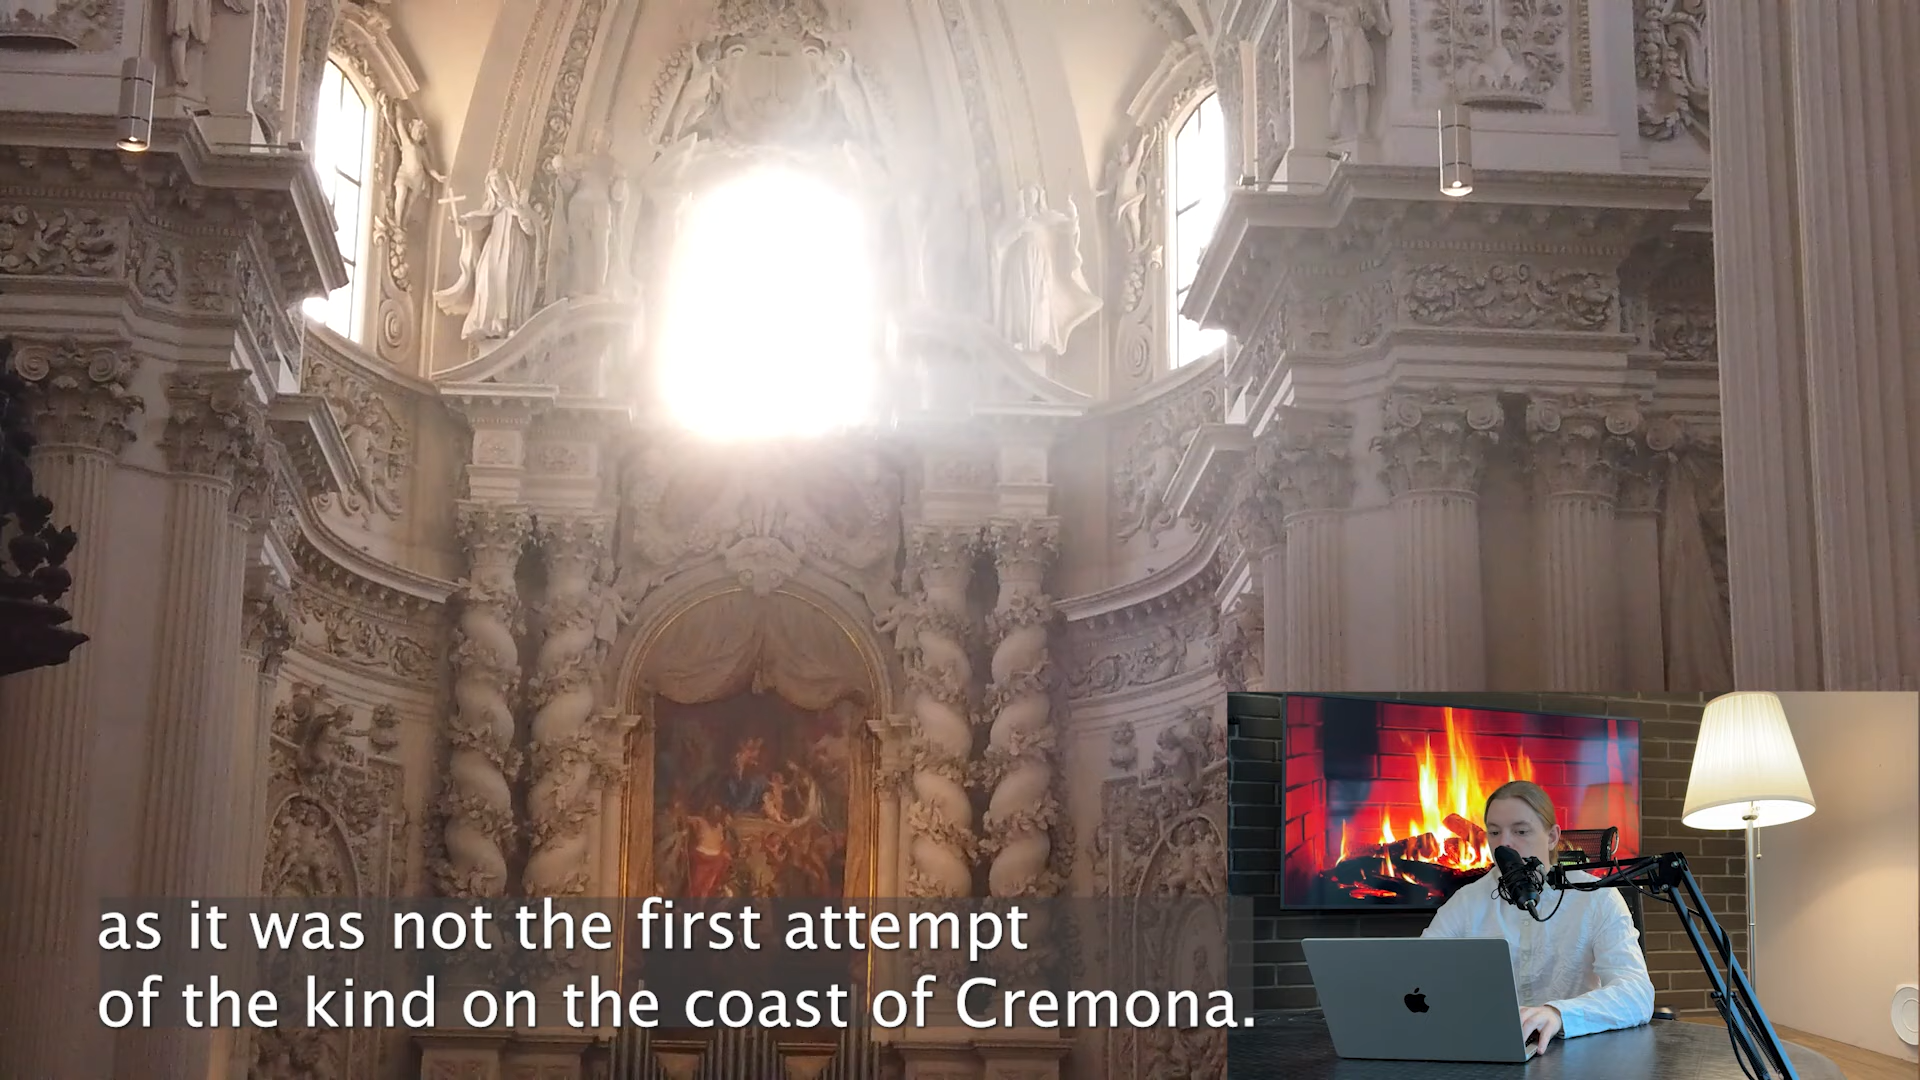 as it was not the first attempt
of the kind on the coast of Cremona.